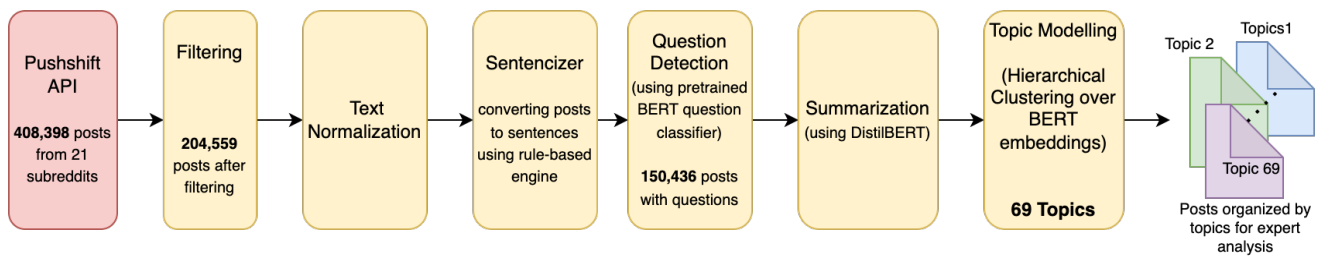 Pushshift
API
408,398 posts
from 21
subreddits
Filtering
204,559
posts after
filtering
Text
Normalization
Sentencizer
converting posts
to sentences
using rule-based
engine
Question
Detection
(using pretrained
BERT question
classifier)
150,436 posts
with questions
Summarization
(using DistilBERT)
Topic Modelling
(Hierarchical
Clustering over
BERT
embeddings)
69 Topics
Topics1
Topic 2
Topic 69
Posts organized by
topics for expert
analysis